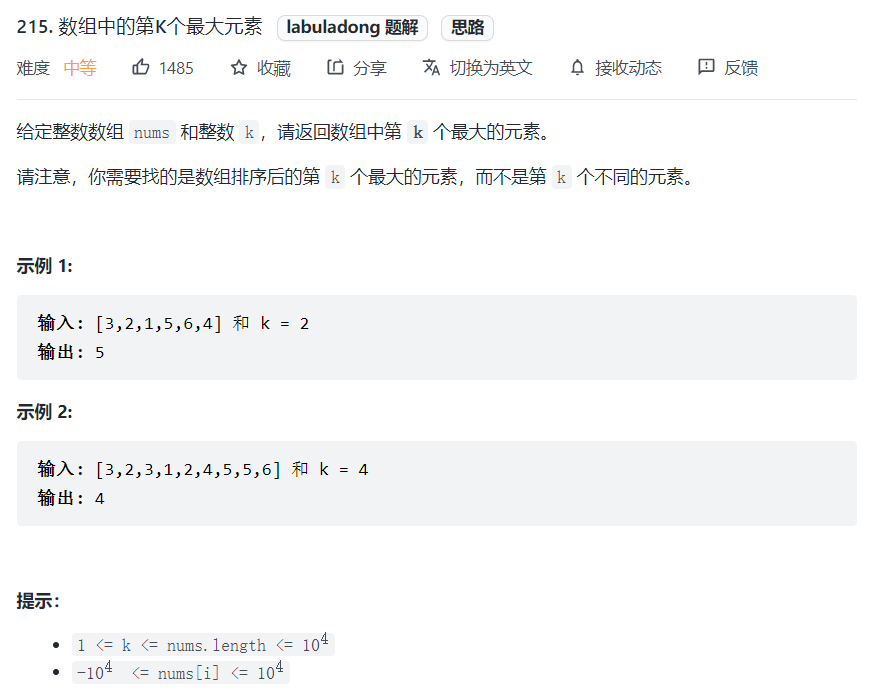 215. 数组中的第K个最大元素 labuladong 题解 思路
难度 中等 1485 收藏 分享 切换为英文 接收动态 反馈
给定整数数组 nums 和整数 k，请返回数组中第 k 个最大的元素。
请注意，你需要找的是数组排序后的第 k 个最大的元素，而不是第 k 个不同的元素。
示例 1:
输入: [3,2,1,5,6,4] 和 k = 2
输出: 5
示例 2:
输入: [3,2,3,1,2,4,5,5,6] 和 k = 4
输出: 4
提示：
• 1 <= k <= nums.length <= 10⁴
• -10⁴ <= nums[i] <= 10⁴